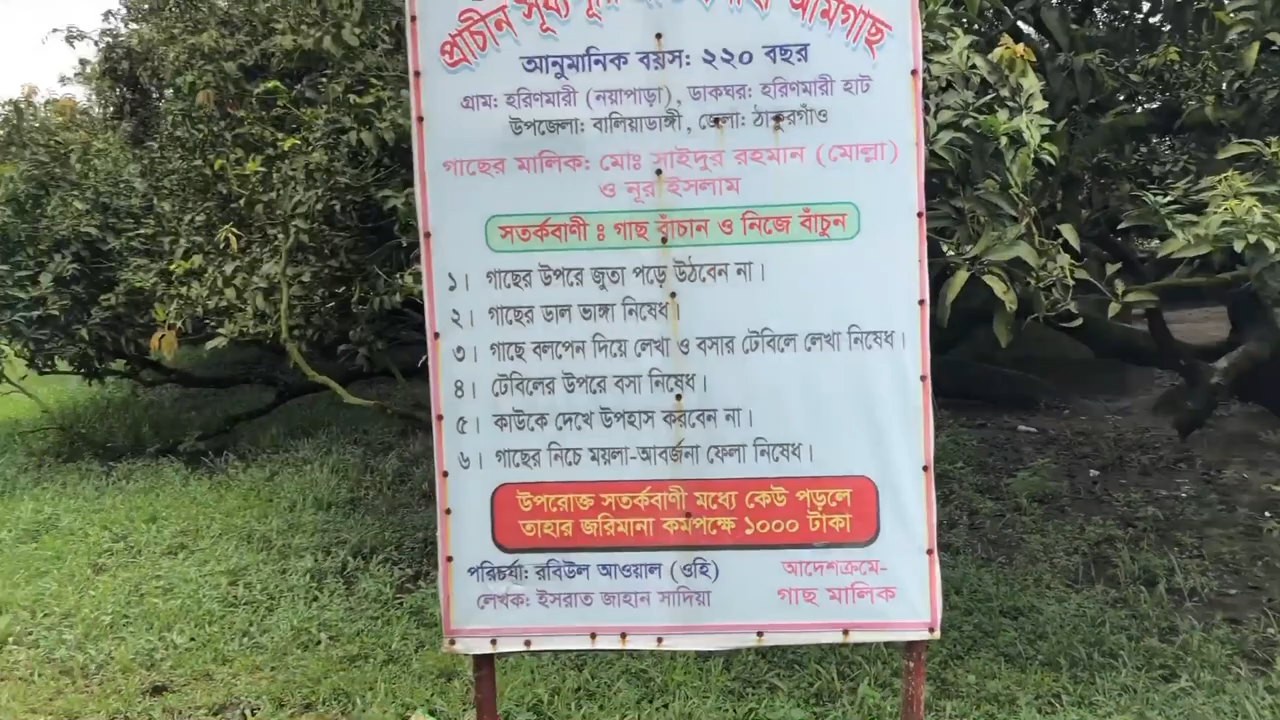 প্রাচীন সূর্য্যপুরী আমগাছ
আনুমানিক বয়স: ২২০ বছর
গ্রাম: হরিণমারী (নয়াপাড়া), ডাকঘর: হরিণমারী হাট
উপজেলা: বালিয়াডাঙ্গী, জেলা: ঠাকুরগাঁও
গাছের মালিক: মোঃ সাইদুর রহমান (মোল্লা)
ও নূর ইসলাম
সতর্কবাণী ঃ গাছ বাঁচান ও নিজে বাঁচুন
১। গাছের উপরে জুতা পড়ে উঠবেন না।
২। গাছের ডাল ভাঙ্গা নিষেধ।
৩। গাছে বলপেন দিয়ে লেখা ও বসার টেবিলে লেখা নিষেধ।
৪। টেবিলের উপরে বসা নিষেধ।
৫। কাউকে দেখে উপহাস করবেন না।
৬। গাছের নিচে ময়লা-আবর্জনা ফেলা নিষেধ।
উপরোক্ত সতর্কবাণী মধ্যে কেউ পড়লে
তাহার জরিমানা কমপক্ষে ১০০০ টাকা
পরিচর্যা: রবিউল আওয়াল (ওহি)
লেখক: ইসরাত জাহান সাদিয়া
আদেশক্রমে-
গাছ মালিক